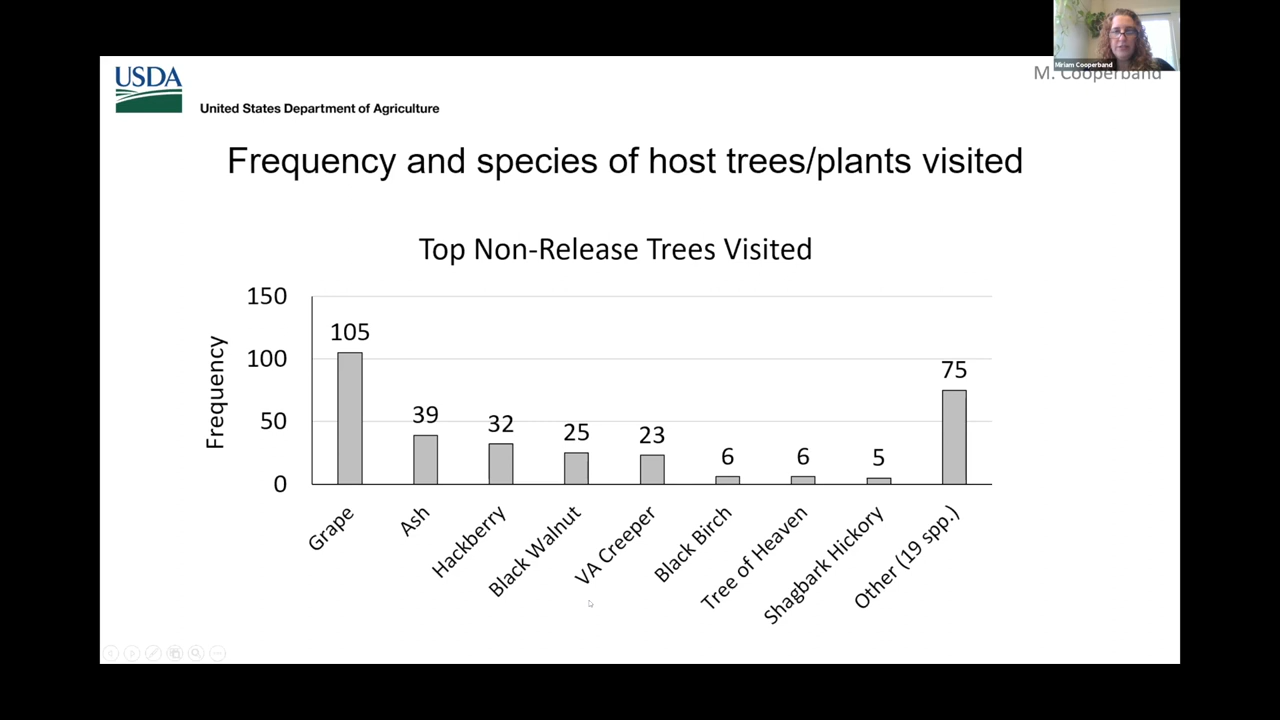 Miriam Cooperband
M. Cooperband
USDA
United States Department of Agriculture
Frequency and species of host trees/plants visited
Top Non-Release Trees Visited
Frequency
150
100
50
0
105
39
32
25
23
6
6
5
75
Grape
Ash
Hackberry
Black Walnut
VA Creeper
Black Birch
Tree of Heaven
Shagbark Hickory
Other (19 spp.)